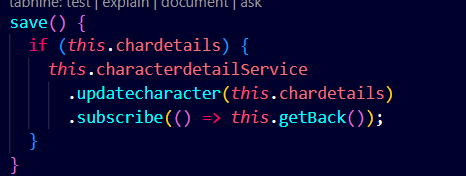 tabnine: test | explain | document | ask
save() {
if (this.chardetails) {
this.characterdetailService
.updatecharacter(this.chardetails)
.subscribe(() => this.getBack());
}
}